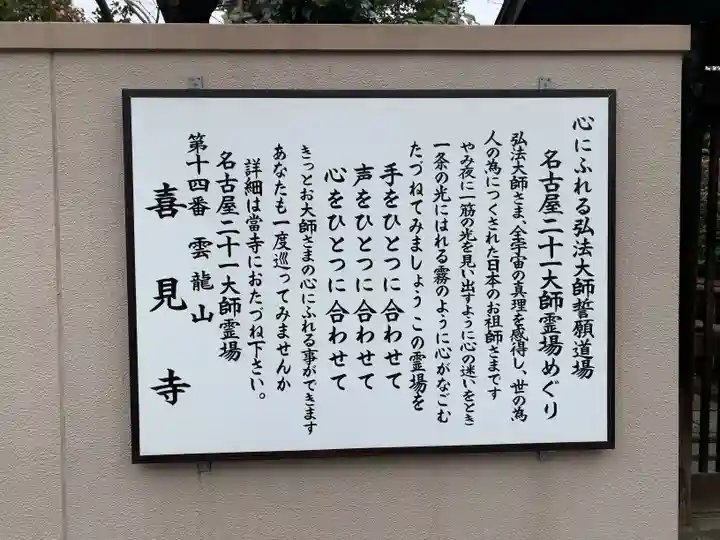 心にふれる弘法大師誓願道場
名古屋二十一大師霊場めぐり
弘法大師さま、全宇宙の真理を感得し、世の為
人の為につくされた日本のお祖師さまです
やみ夜に一筋の光を見い出すように心の迷いをとき
一条の光にはれる霧のように心がなごむ
たづねてみましょうこの霊場を
手をひとつに合わせて
声をひとつに合わせて
心をひとつに合わせて
きっとお大師さまの心にふれる事ができます
あなたも一度巡ってみませんか
詳細は當寺におたづね下さい。
名古屋二十一大師霊場
第十四番 雲龍山
喜見寺